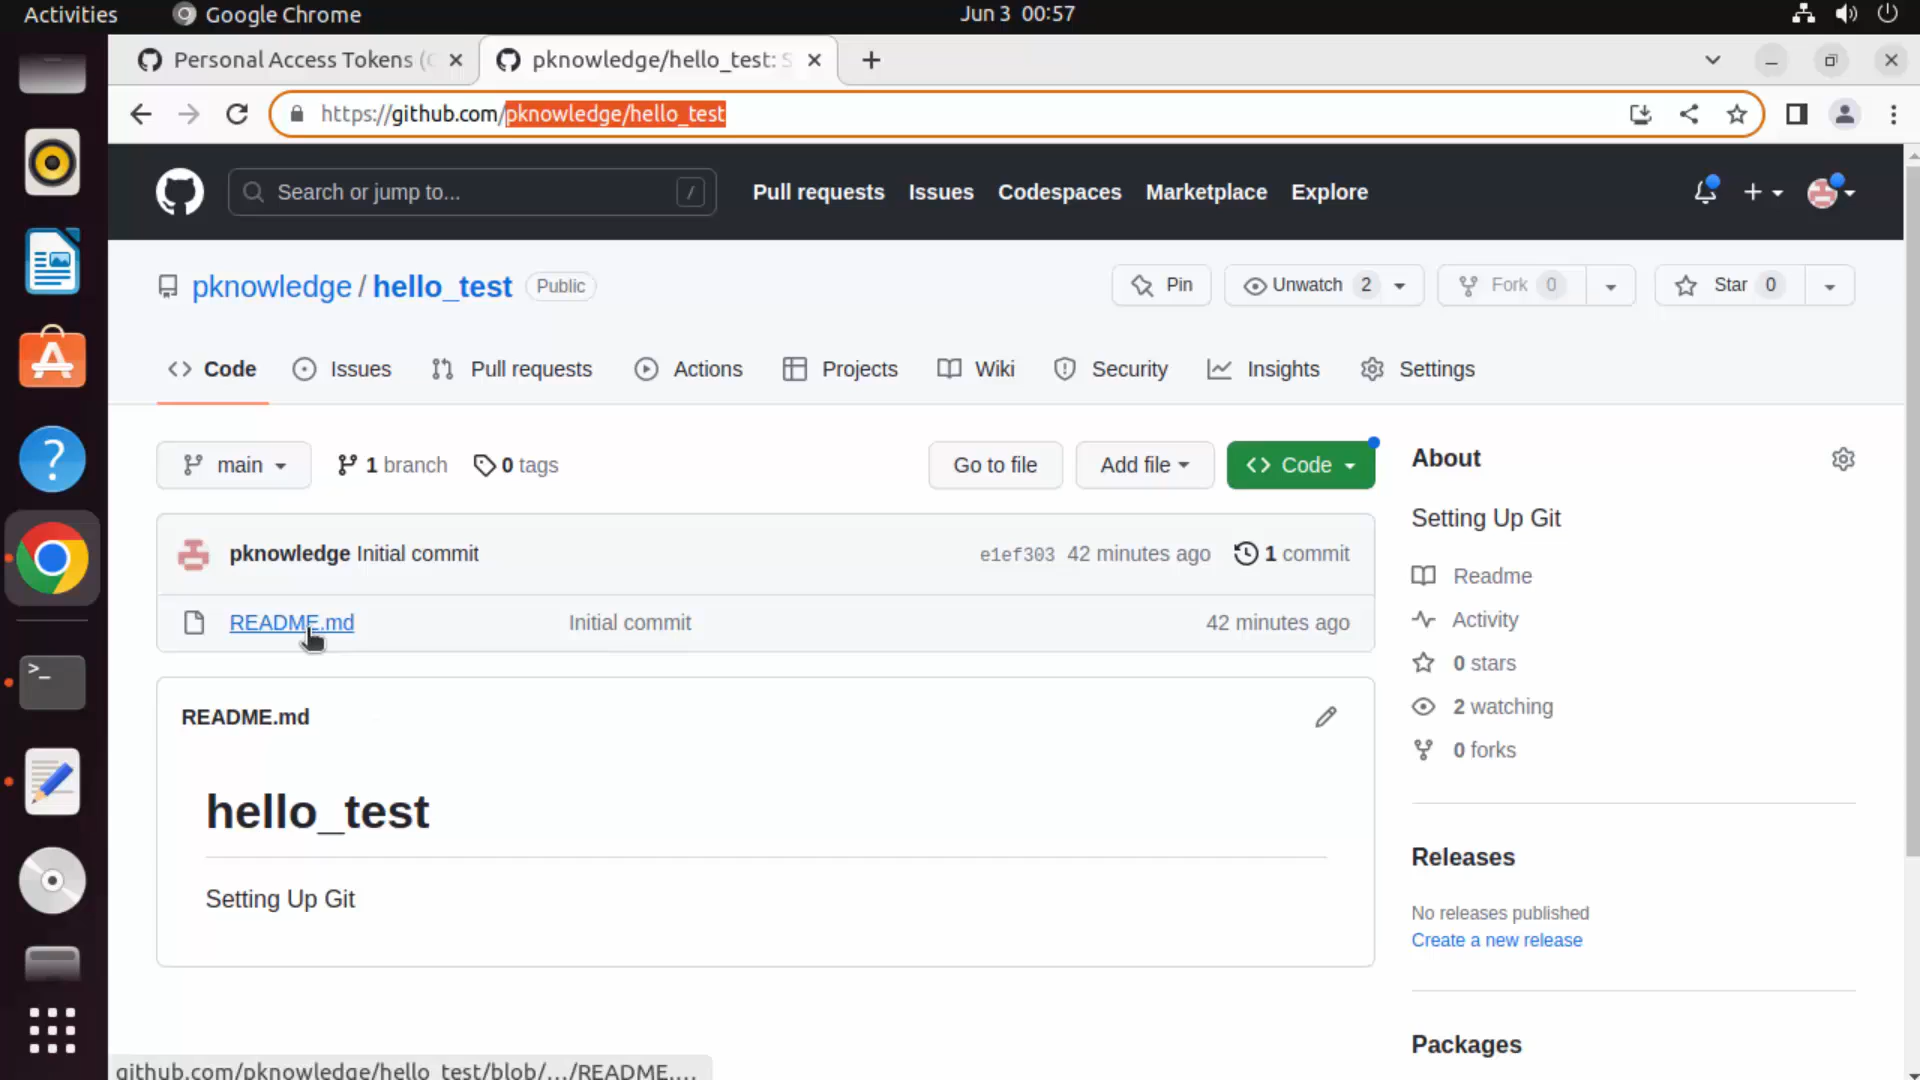 Activities Google Chrome Jun 3 00:57
Personal Access Tokens ( pknowledge/hello_test: S
https://github.com/pknowledge/hello_test
Search or jump to... / Pull requests Issues Codespaces Marketplace Explore
pknowledge / hello_test Public Pin Unwatch 2 Fork 0 Star 0
Code Issues Pull requests Actions Projects Wiki Security Insights Settings
main 1 branch 0 tags Go to file Add file Code
pknowledge Initial commit e1ef303 42 minutes ago 1 commit
README.md Initial commit 42 minutes ago
README.md
hello_test
Setting Up Git
About
Setting Up Git
Readme
Activity
0 stars
2 watching
0 forks
Releases
No releases published
Create a new release
Packages
github.com/pknowledge/hello_test/blob/.../README....